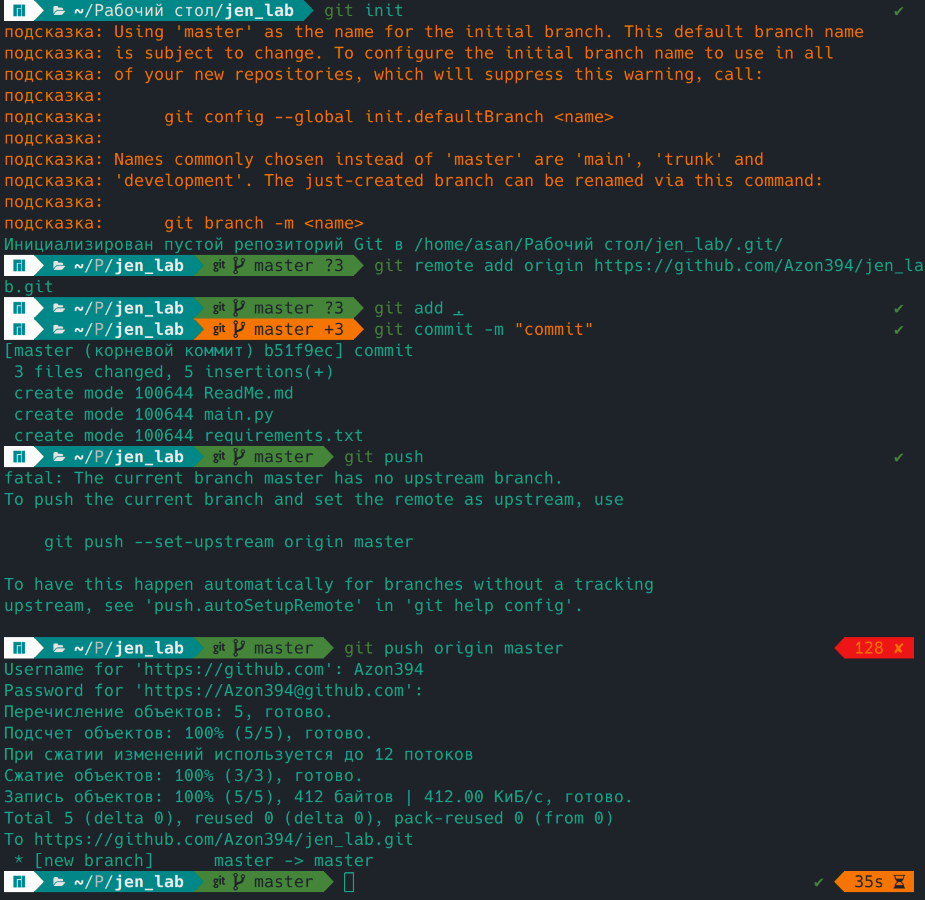 ~/Рабочий стол/jen_lab git init ✔
подсказка: Using 'master' as the name for the initial branch. This default branch name
подсказка: is subject to change. To configure the initial branch name to use in all
подсказка: of your new repositories, which will suppress this warning, call:
подсказка:
подсказка:      git config --global init.defaultBranch <name>
подсказка:
подсказка: Names commonly chosen instead of 'master' are 'main', 'trunk' and
подсказка: 'development'. The just-created branch can be renamed via this command:
подсказка:
подсказка:      git branch -m <name>
Инициализирован пустой репозиторий Git в /home/asan/Рабочий стол/jen_lab/.git/
~/Р/jen_lab git master ?3 git remote add origin https://github.com/Azon394/jen_la
b.git
~/Р/jen_lab git master ?3 git add . ✔
~/Р/jen_lab git master +3 git commit -m "commit" ✔
[master (корневой коммит) b51f9ec] commit
 3 files changed, 5 insertions(+)
 create mode 100644 ReadMe.md
 create mode 100644 main.py
 create mode 100644 requirements.txt
~/Р/jen_lab git master git push ✔
fatal: The current branch master has no upstream branch.
To push the current branch and set the remote as upstream, use
    git push --set-upstream origin master
To have this happen automatically for branches without a tracking
upstream, see 'push.autoSetupRemote' in 'git help config'.
~/Р/jen_lab git master git push origin master 128 ✘
Username for 'https://github.com': Azon394
Password for 'https://Azon394@github.com':
Перечисление объектов: 5, готово.
Подсчет объектов: 100% (5/5), готово.
При сжатии изменений используется до 12 потоков
Сжатие объектов: 100% (3/3), готово.
Запись объектов: 100% (5/5), 412 байтов | 412.00 КиБ/с, готово.
Total 5 (delta 0), reused 0 (delta 0), pack-reused 0 (from 0)
To https://github.com/Azon394/jen_lab.git
 * [new branch]      master -> master
~/Р/jen_lab git master ✔ 35s